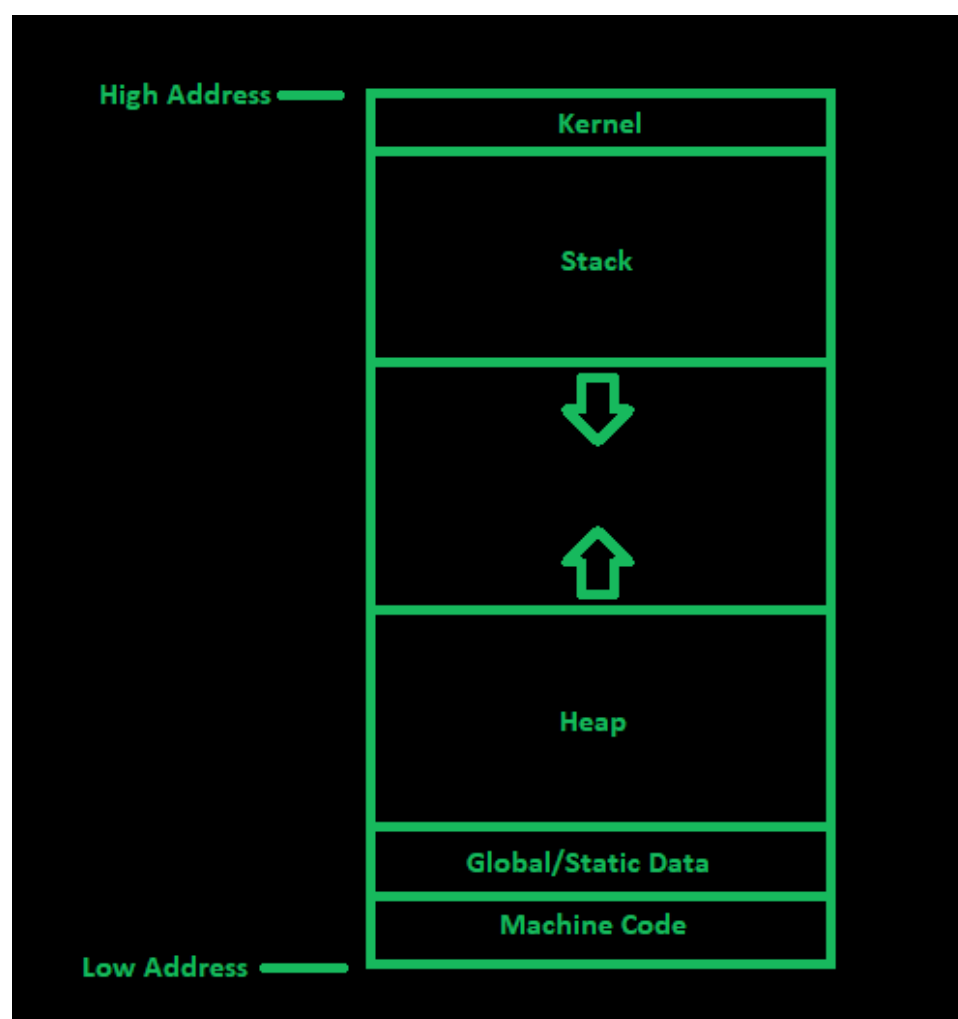 High Address
Kernel
Stack
Heap
Global/Static Data
Machine Code
Low Address